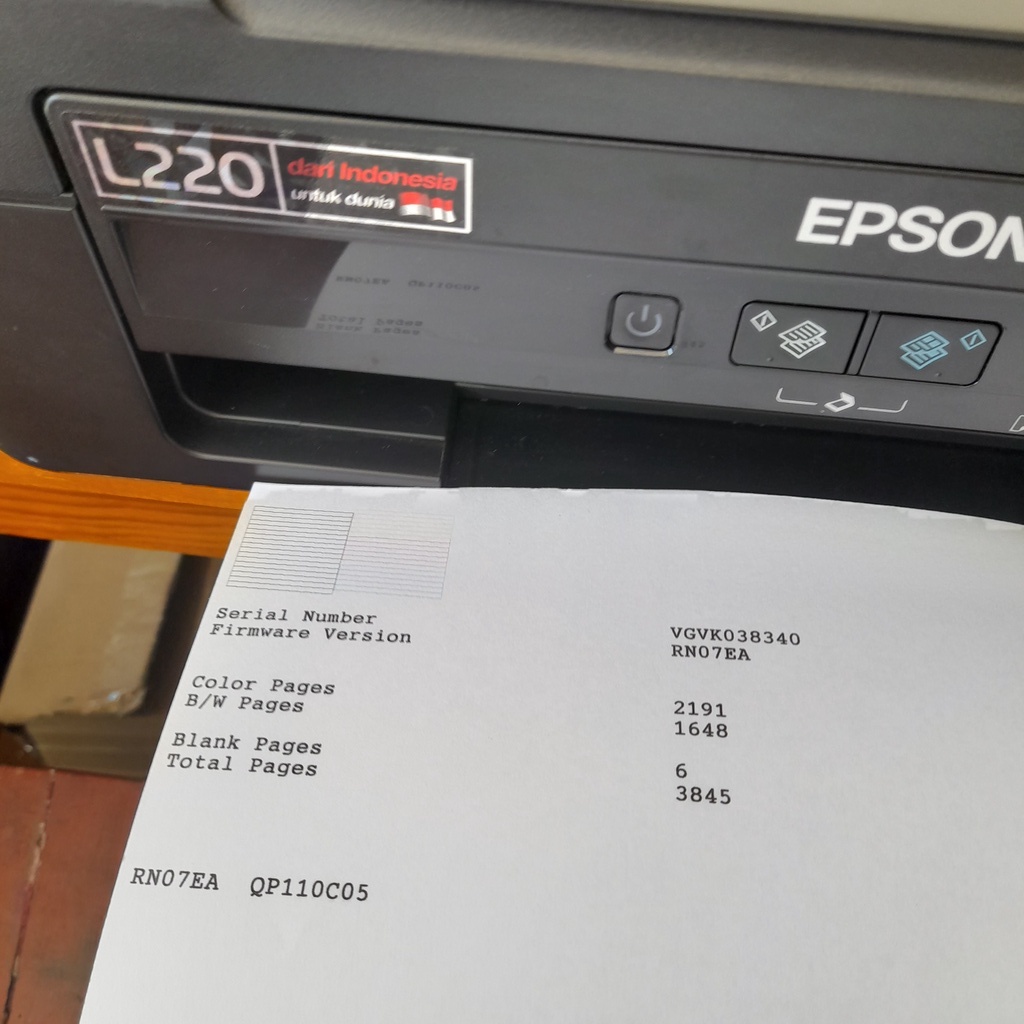 L220
dari Indonesia
untuk dunia
EPSON
Serial Number VGVK038340
Firmware Version RN07EA
Color Pages 2191
B/W Pages 1648
Blank Pages 6
Total Pages 3845
RN07EA QP110C05